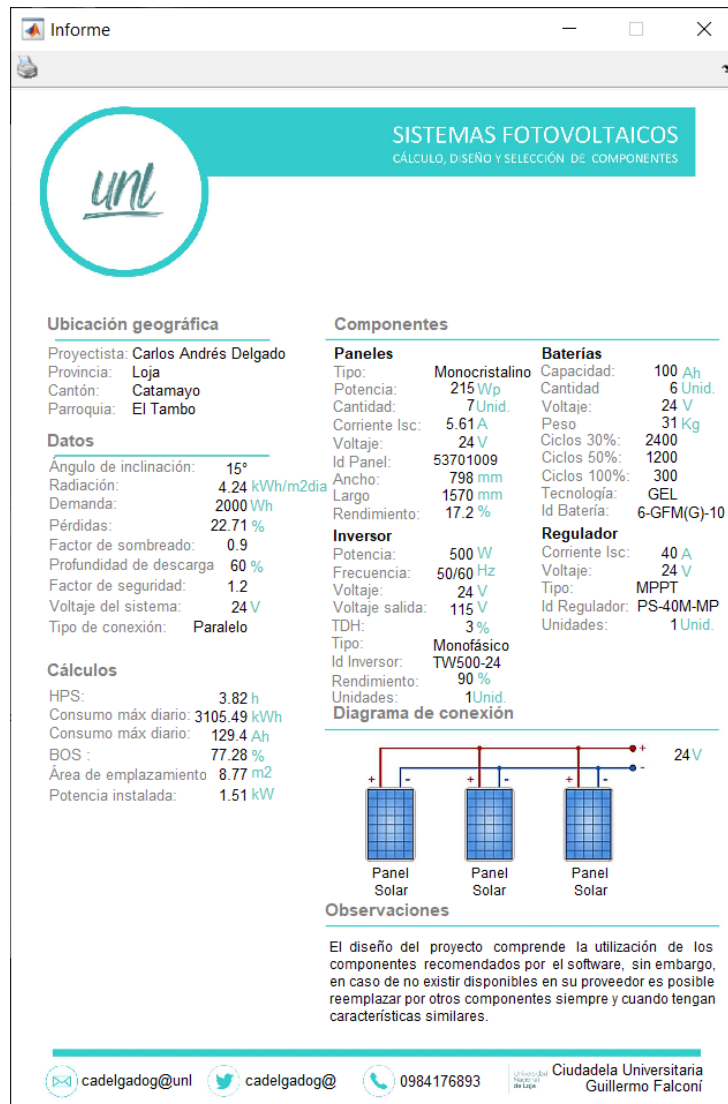 Informe
SISTEMAS FOTOVOLTAICOS
CÁLCULO, DISEÑO Y SELECCIÓN DE COMPONENTES
unl
Ubicación geográfica
Proyectista: Carlos Andrés Delgado
Provincia: Loja
Cantón: Catamayo
Parroquia: El Tambo
Datos
Ángulo de inclinación: 15°
Radiación: 4.24 kWh/m2dia
Demanda: 2000 Wh
Pérdidas: 22.71 %
Factor de sombreado: 0.9
Profundidad de descarga 60 %
Factor de seguridad: 1.2
Voltaje del sistema: 24 V
Tipo de conexión: Paralelo
Cálculos
HPS: 3.82 h
Consumo máx diario: 3105.49 kWh
Consumo máx diario: 129.4 Ah
BOS : 77.28 %
Área de emplazamiento 8.77 m2
Potencia instalada: 1.51 kW
Componentes
Paneles
Tipo: Monocristalino
Potencia: 215 Wp
Cantidad: 7 Unid.
Corriente Isc: 5.61 A
Voltaje: 24 V
Id Panel: 53701009
Ancho: 798 mm
Largo 1570 mm
Rendimiento: 17.2 %
Inversor
Potencia: 500 W
Frecuencia: 50/60 Hz
Voltaje: 24 V
Voltaje salida: 115 V
TDH: 3 %
Tipo: Monofásico
Id Inversor: TW500-24
Rendimiento: 90 %
Unidades: 1 Unid.
Baterías
Capacidad: 100 Ah
Cantidad 6 Unid.
Voltaje: 24 V
Peso 31 Kg
Ciclos 30%: 2400
Ciclos 50%: 1200
Ciclos 100%: 300
Tecnología: GEL
Id Batería: 6-GFM(G)-10
Regulador
Corriente Isc: 40 A
Voltaje: 24 V
Tipo: MPPT
Id Regulador: PS-40M-MP
Unidades: 1 Unid.
Diagrama de conexión
+ 24 V
-
+ - + - + -
Panel Solar
Panel Solar
Panel Solar
Observaciones
El diseño del proyecto comprende la utilización de los
componentes recomendados por el software, sin embargo,
en caso de no existir disponibles en su proveedor es posible
reemplazar por otros componentes siempre y cuando tengan
características similares.
cadelgadog@unl
cadelgadog@
0984176893
Universidad
Nacional
de Loja
Ciudadela Universitaria
Guillermo Falconí